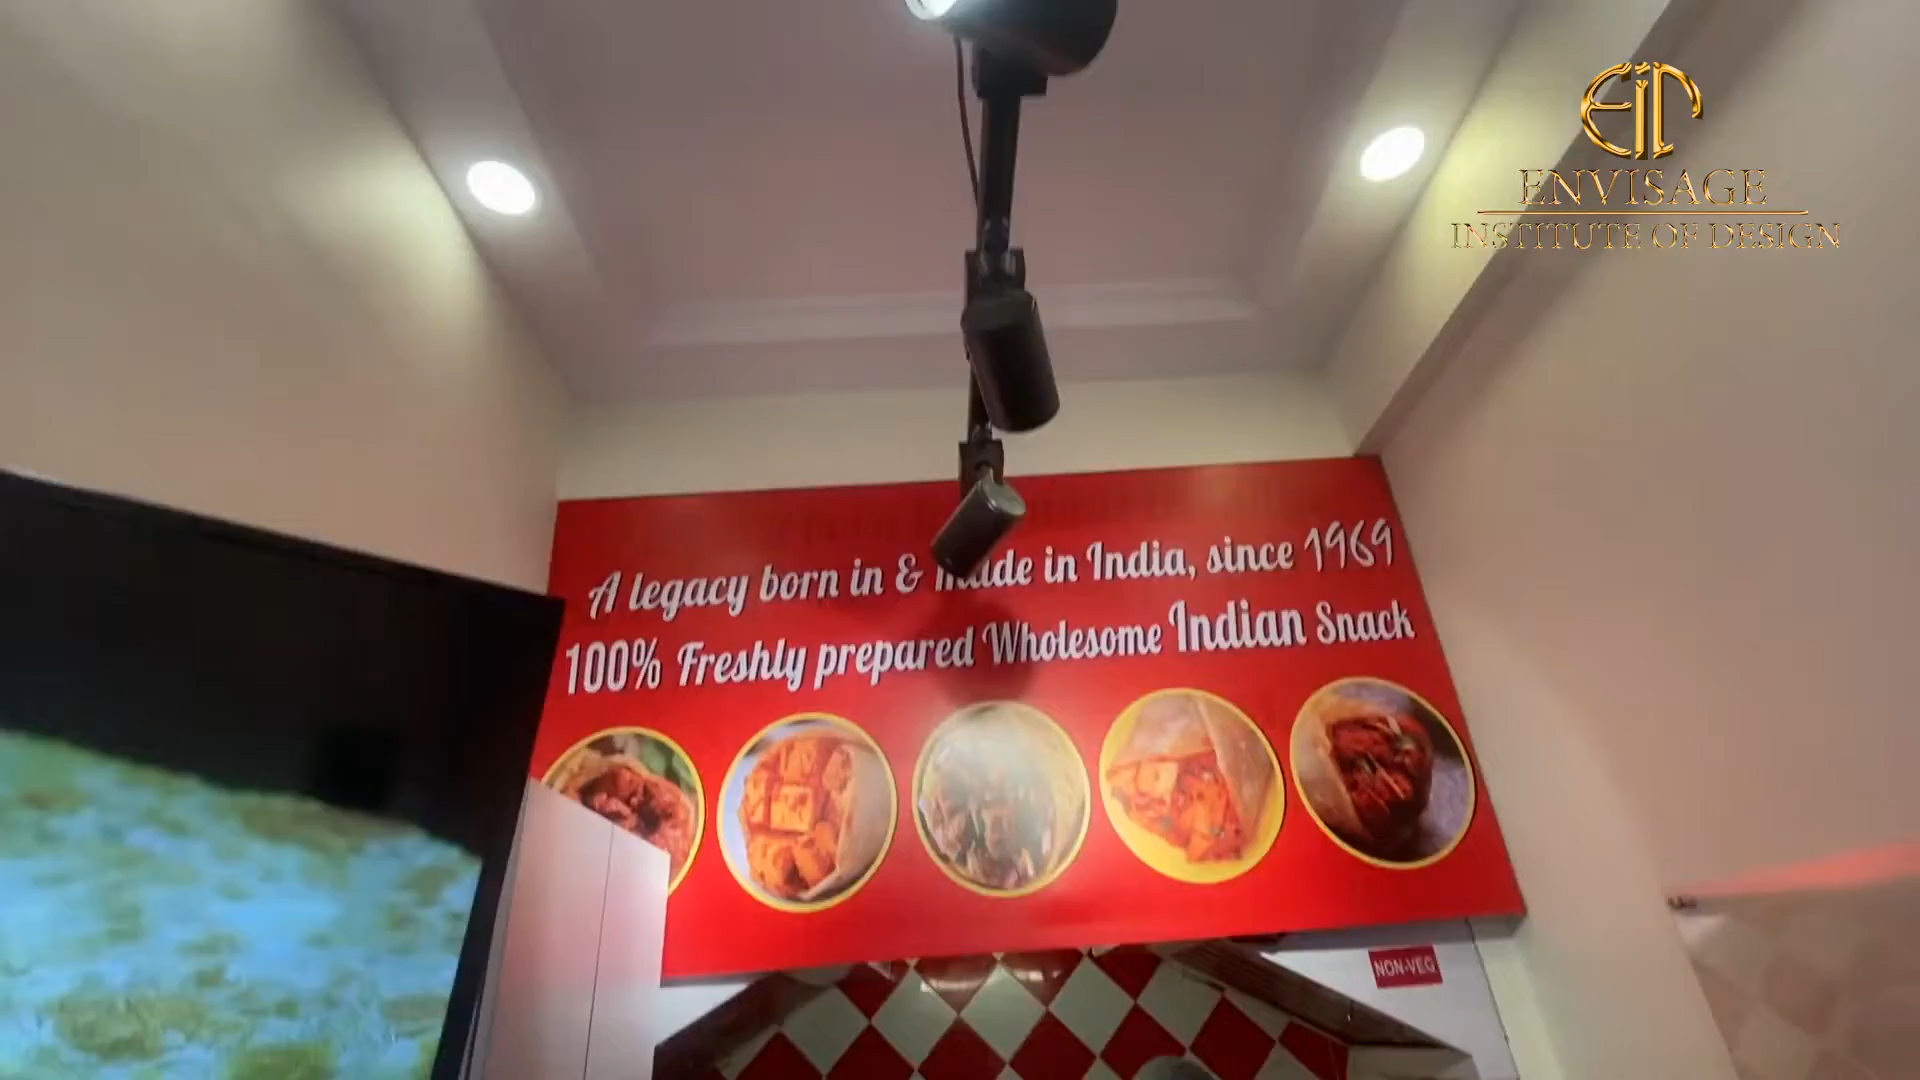 EID
ENVISAGE
INSTITUTE OF DESIGN
A legacy born in & made in India, since 1969
100% Freshly prepared Wholesome Indian Snack
NON-VEG